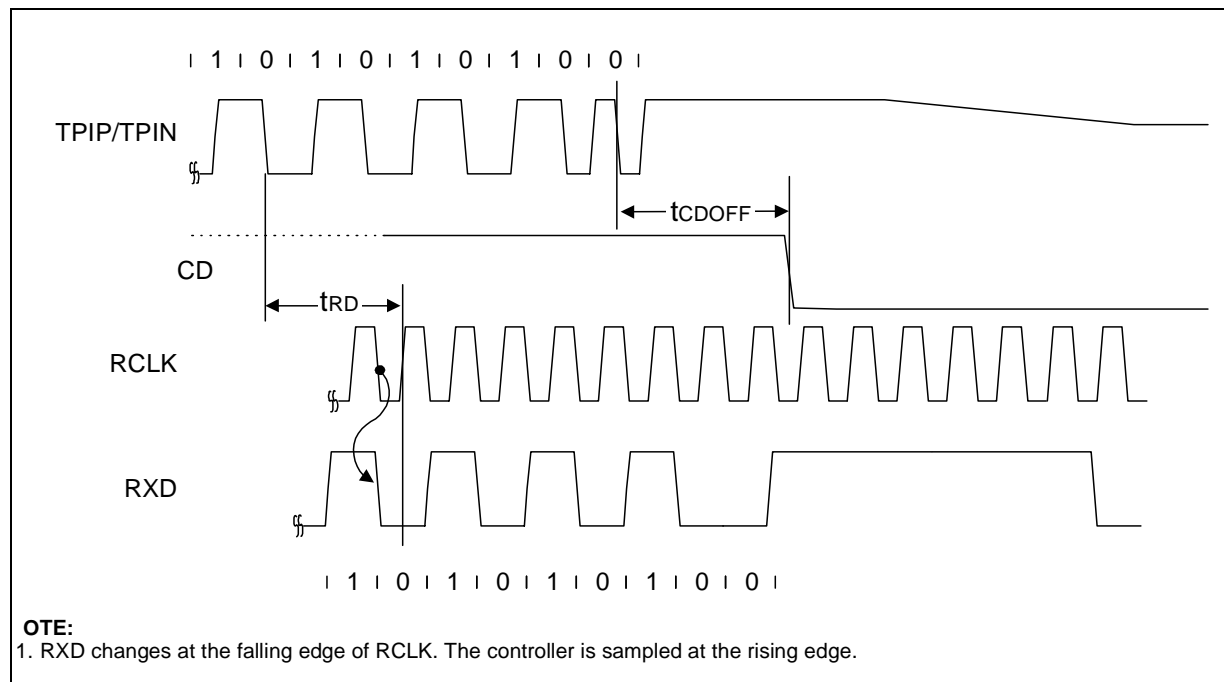 1 0 1 0 1 0 1 0 0
TPIP/TPIN
tCDOFF
CD
tRD
RCLK
RXD
1 0 1 0 1 0 1 0 0
OTE:
1. RXD changes at the falling edge of RCLK. The controller is sampled at the rising edge.